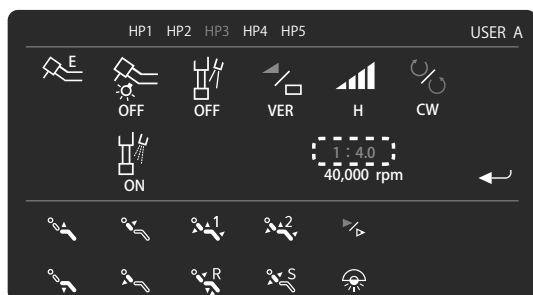 HP1 HP2 HP3 HP4 HP5 USER A
E
OFF OFF VER H CW
ON
1 : 4.0
40,000 rpm
1 2
R S